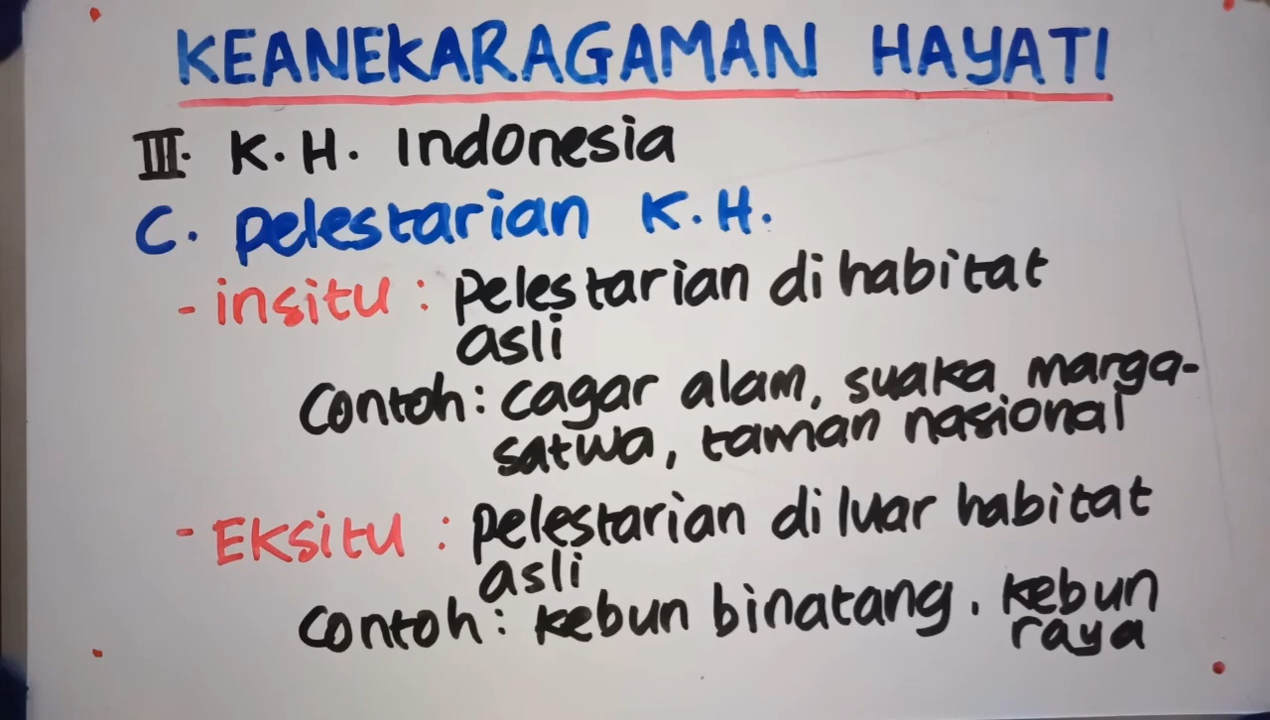 KEANEKARAGAMAN HAYATI
III. K.H. Indonesia
C. Pelestarian K.H.
- insitu : Pelestarian di habitat
asli
Contoh: cagar alam, suaka marga-
satwa, taman nasional
- Eksitu : Pelestarian di luar habitat
asli
Contoh: kebun binatang, kebun
raya